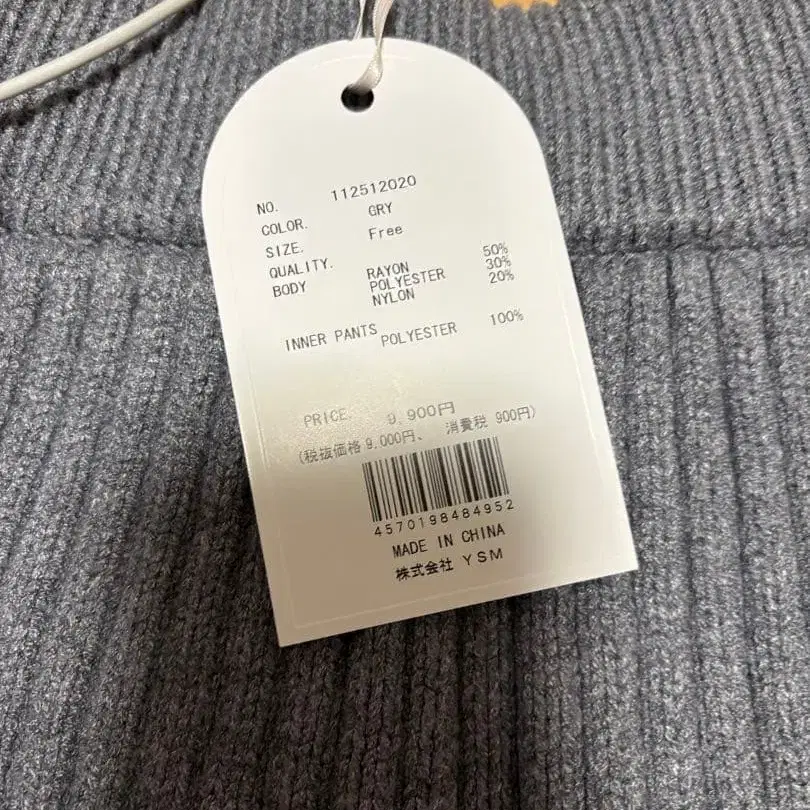 NO. 112512020
COLOR. GRY
SIZE. Free
QUALITY.
BODY RAYON 50%
POLYESTER 30%
NYLON 20%
INNER PANTS
POLYESTER 100%
PRICE 9,900円
(税抜価格 9,000円、 消費税 900円)
4570198484952
MADE IN CHINA
株式会社 YSM